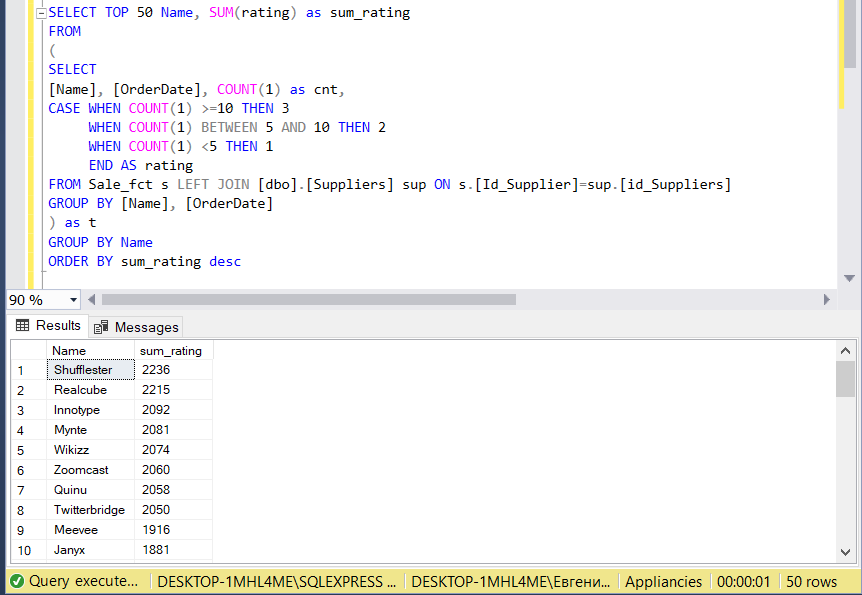 SELECT TOP 50 Name, SUM(rating) as sum_rating
FROM
(
SELECT
[Name], [OrderDate], COUNT(1) as cnt,
CASE WHEN COUNT(1) >=10 THEN 3
WHEN COUNT(1) BETWEEN 5 AND 10 THEN 2
WHEN COUNT(1) <5 THEN 1
END AS rating
FROM Sale_fct s LEFT JOIN [dbo].[Suppliers] sup ON s.[Id_Supplier]=sup.[id_Suppliers]
GROUP BY [Name], [OrderDate]
) as t
GROUP BY Name
ORDER BY sum_rating desc
90 %
Results Messages
Name sum_rating
1 Shufflester 2236
2 Realcube 2215
3 Innotype 2092
4 Mynte 2081
5 Wikizz 2074
6 Zoomcast 2060
7 Quinu 2058
8 Twitterbridge 2050
9 Meevee 1916
10 Janyx 1881
Query execute... DESKTOP-1MHL4ME\SQLEXPRESS ... DESKTOP-1MHL4ME\Евгени... Appliancies 00:00:01 50 rows